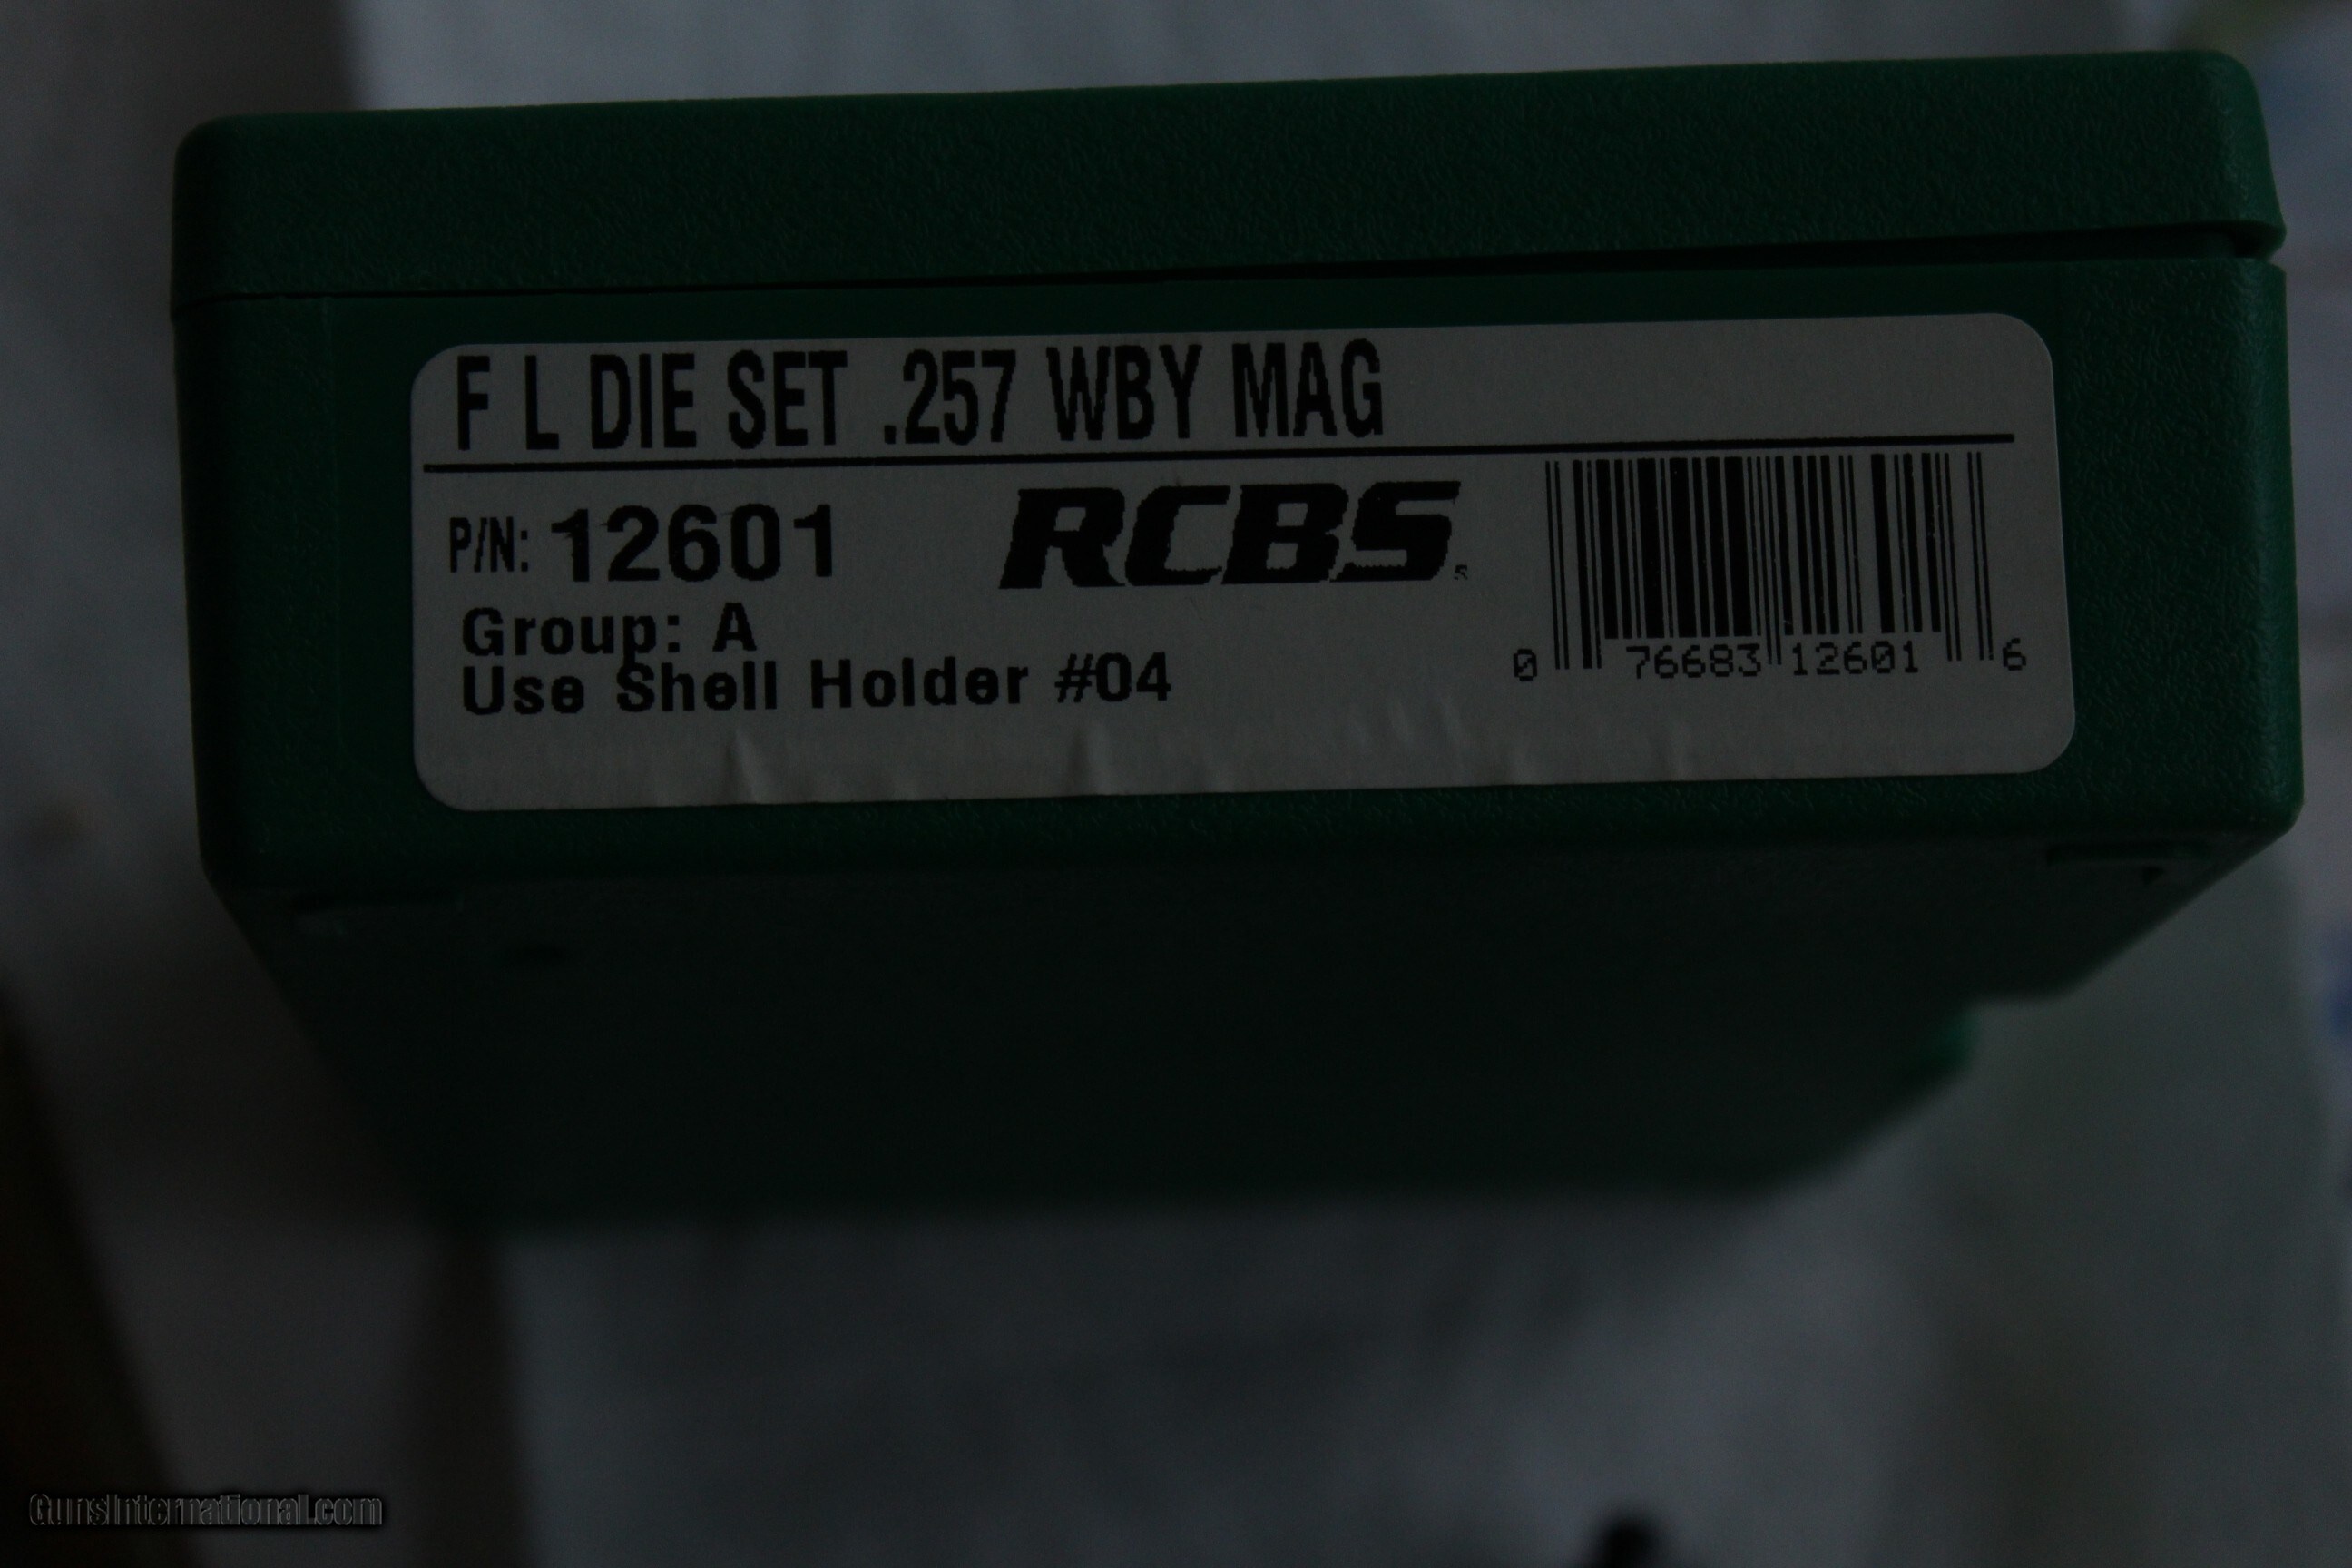 F L DIE SET .257 WBY MAG
P/N: 12601
RCBS
Group: A
Use Shell Holder #04
0 76683 12601 6
GunsInternational.com